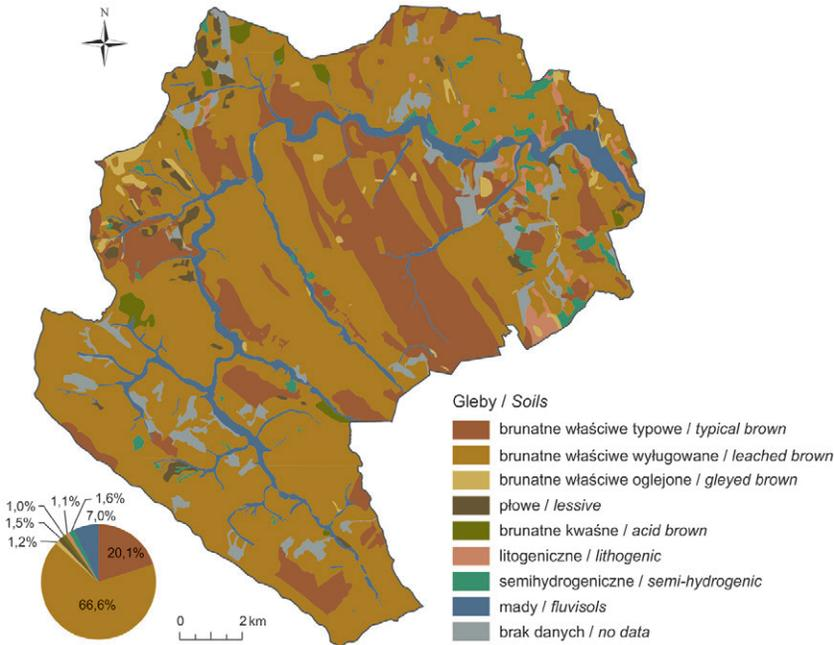 N
Gleby / Soils
brunatne właściwe typowe / typical brown
brunatne właściwe wyługowane / leached brown
brunatne właściwe oglejone / gleyed brown
płowe / lessive
brunatne kwaśne / acid brown
litogeniczne / lithogenic
semihydrogeniczne / semi-hydrogenic
mady / fluvisols
brak danych / no data
1,1% 1,6%
1,0% 7,0%
1,5%
1,2%
20,1%
66,6%
0 2 km